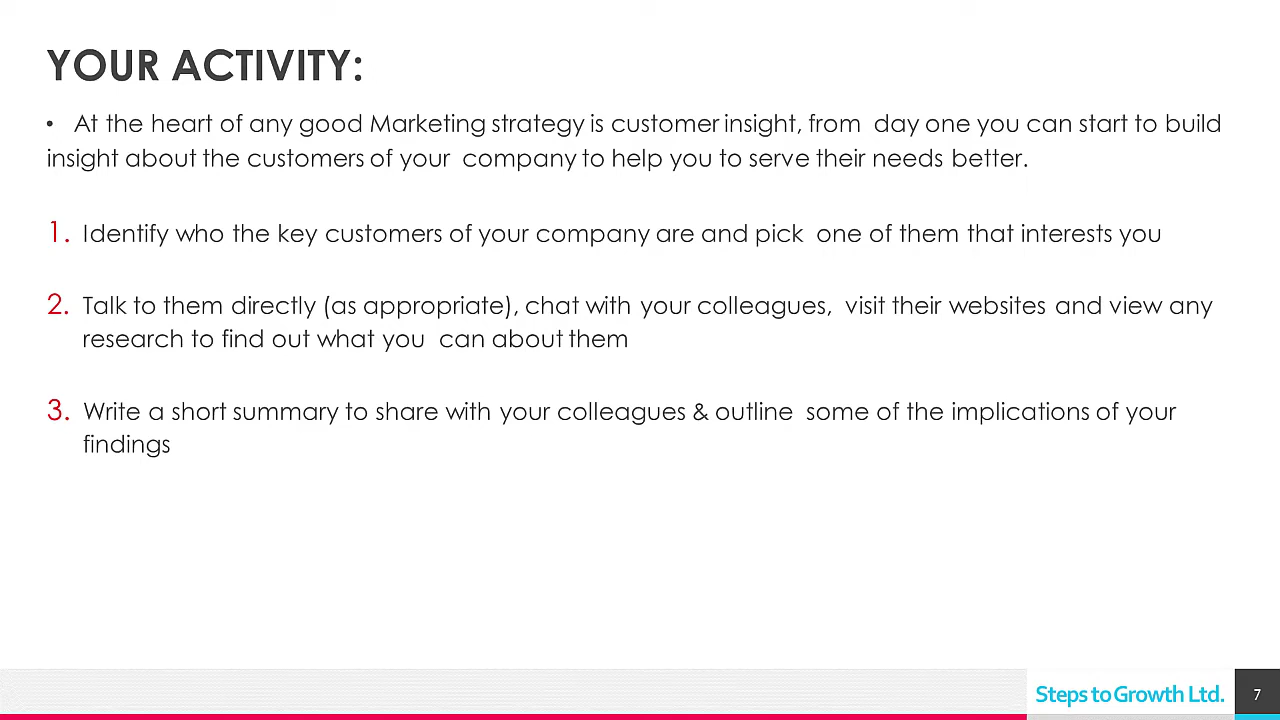 YOUR ACTIVITY:
• At the heart of any good Marketing strategy is customer insight, from day one you can start to build
insight about the customers of your company to help you to serve their needs better.
1. Identify who the key customers of your company are and pick one of them that interests you
2. Talk to them directly (as appropriate), chat with your colleagues, visit their websites and view any
research to find out what you can about them
3. Write a short summary to share with your colleagues & outline some of the implications of your
findings
Steps to Growth Ltd.
7